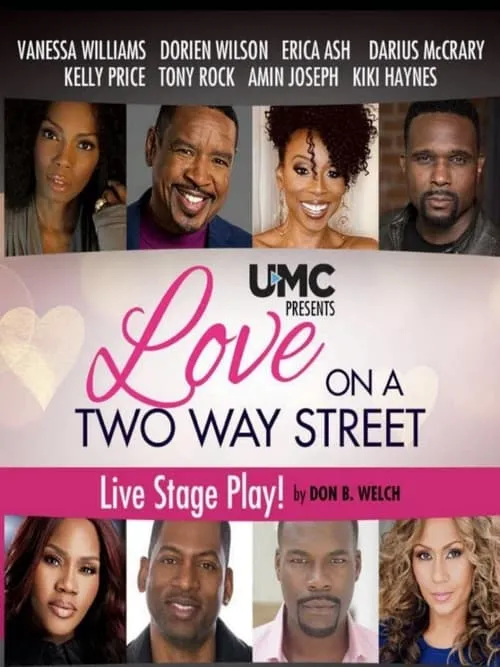 VANESSA WILLIAMS DORIEN WILSON ERICA ASH DARIUS McCRARY
KELLY PRICE TONY ROCK AMIN JOSEPH KIKI HAYNES
UMC
PRESENTS
Love
ON A
TWO WAY STREET
Live Stage Play! by DON B. WELCH